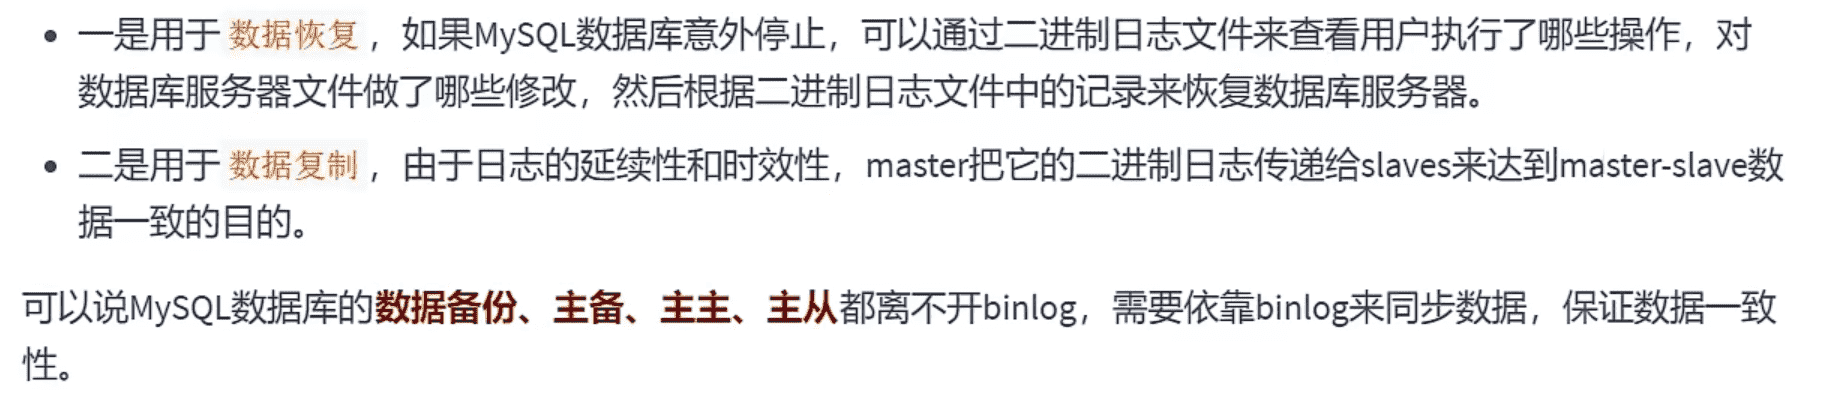 一是用于 数据恢复 ，如果MySQL数据库意外停止，可以通过二进制日志文件来查看用户执行了哪些操作，对
数据库服务器文件做了哪些修改，然后根据二进制日志文件中的记录来恢复数据库服务器。
二是用于 数据复制 ，由于日志的延续性和时效性，master把它的二进制日志传递给slaves来达到master-slave数
据一致的目的。
可以说MySQL数据库的数据备份、主备、主主、主从都离不开binlog，需要依靠binlog来同步数据，保证数据一致
性。